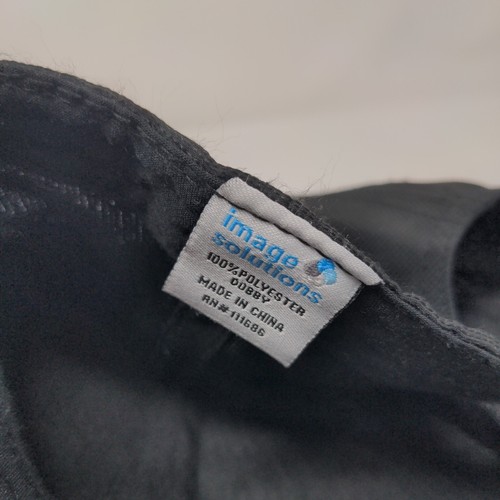 image
solutions
100% POLYESTER
DOBBY
MADE IN CHINA
RN# 111686